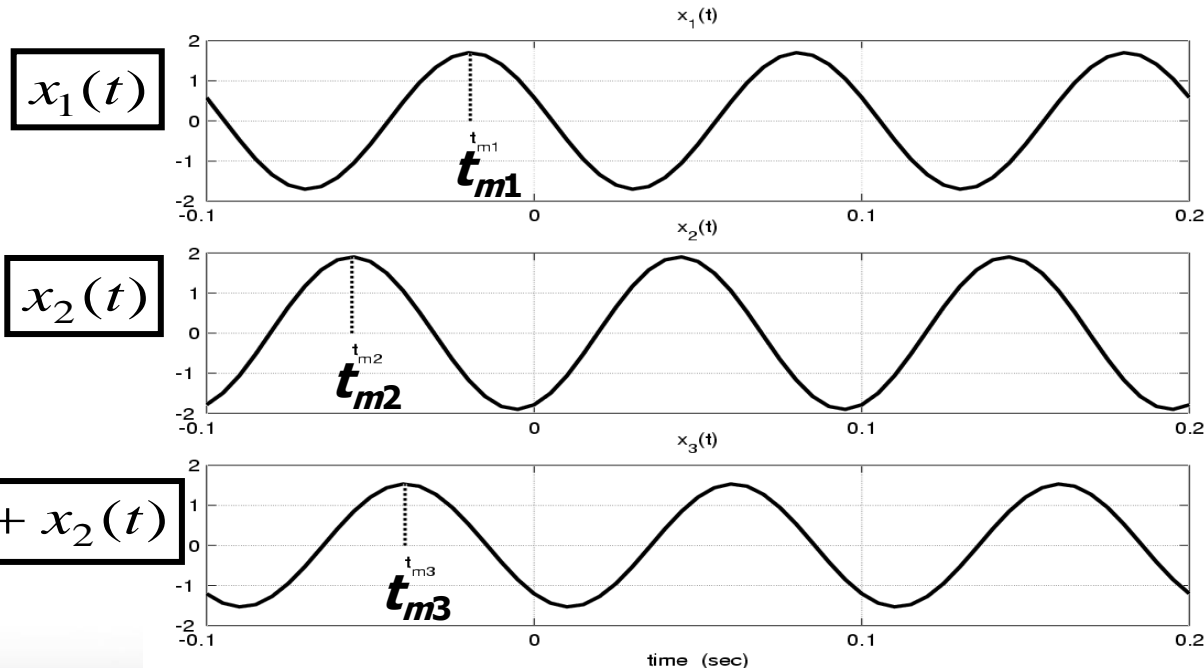 x₁(t)
x₁(t)
2
1
0
-1
-2
t_m1
t_m1
-0.1 0 0.1 0.2
x₂(t)
x₂(t)
2
1
0
-1
-2
t_m2
t_m2
-0.1 0 0.1 0.2
x₃(t)
+ x₂(t)
2
1
0
-1
-2
t_m3
t_m3
-0.1 0 0.1 0.2
time (sec)